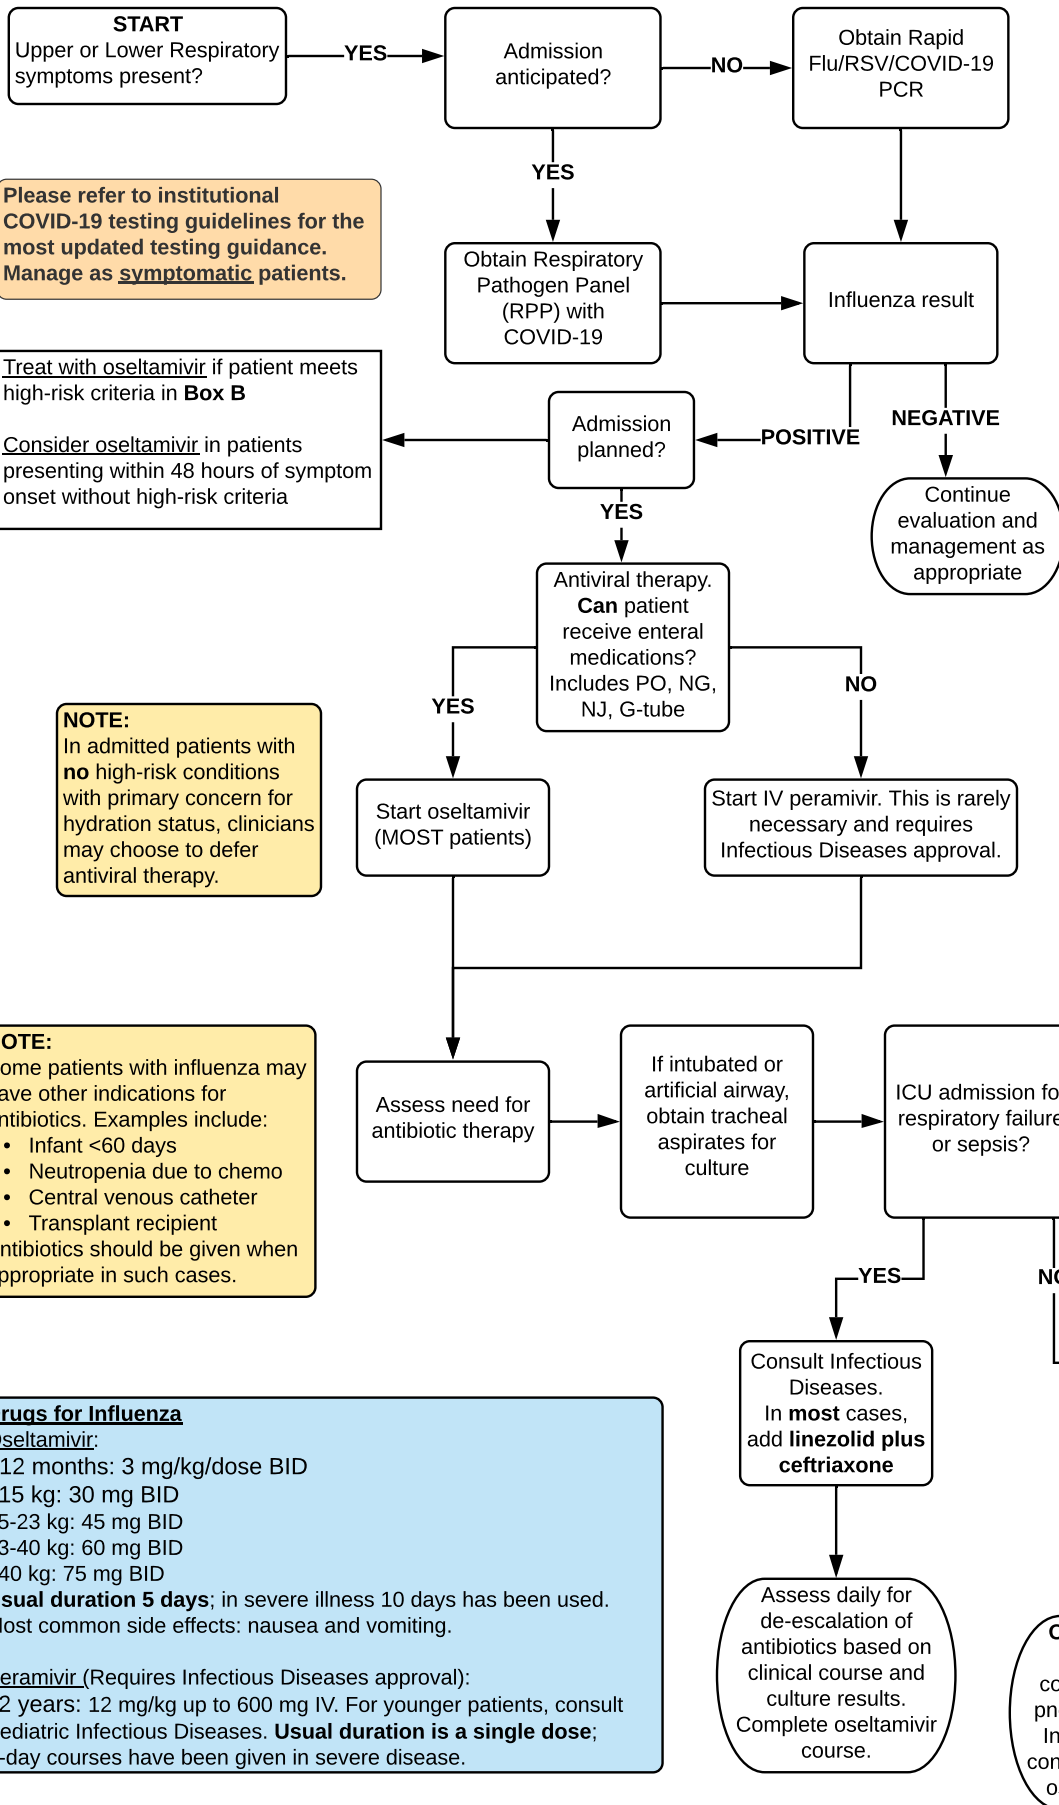 START
Upper or Lower Respiratory
symptoms present?
YES
Admission
anticipated?
NO
Obtain Rapid
Flu/RSV/COVID-19
PCR
YES
Please refer to institutional
COVID-19 testing guidelines for the
most updated testing guidance.
Manage as symptomatic patients.
Obtain Respiratory
Pathogen Panel
(RPP) with
COVID-19
Influenza result
Treat with oseltamivir if patient meets
high-risk criteria in Box B
Consider oseltamivir in patients
presenting within 48 hours of symptom
onset without high-risk criteria
Admission
planned?
POSITIVE
NEGATIVE
Continue
evaluation and
management as
appropriate
YES
Antiviral therapy.
Can patient
receive enteral
medications?
Includes PO, NG,
NJ, G-tube
YES
NO
NOTE:
In admitted patients with
no high-risk conditions
with primary concern for
hydration status, clinicians
may choose to defer
antiviral therapy.
Start oseltamivir
(MOST patients)
Start IV peramivir. This is rarely
necessary and requires
Infectious Diseases approval.
OTE:
ome patients with influenza may
ave other indications for
ntibiotics. Examples include:
• Infant <60 days
• Neutropenia due to chemo
• Central venous catheter
• Transplant recipient
ntibiotics should be given when
ppropriate in such cases.
Assess need for
antibiotic therapy
If intubated or
artificial airway,
obtain tracheal
aspirates for
culture
ICU admission fo
respiratory failure
or sepsis?
YES
NO
Consult Infectious
Diseases.
In most cases,
add linezolid plus
ceftriaxone
rugs for Influenza
seltamivir:
12 months: 3 mg/kg/dose BID
15 kg: 30 mg BID
5-23 kg: 45 mg BID
3-40 kg: 60 mg BID
40 kg: 75 mg BID
sual duration 5 days; in severe illness 10 days has been used.
ost common side effects: nausea and vomiting.
eramivir (Requires Infectious Diseases approval):
2 years: 12 mg/kg up to 600 mg IV. For younger patients, consult
ediatric Infectious Diseases. Usual duration is a single dose;
-day courses have been given in severe disease.
Assess daily for
de-escalation of
antibiotics based on
clinical course and
culture results.
Complete oseltamivir
course.
co
pn
In
con
os